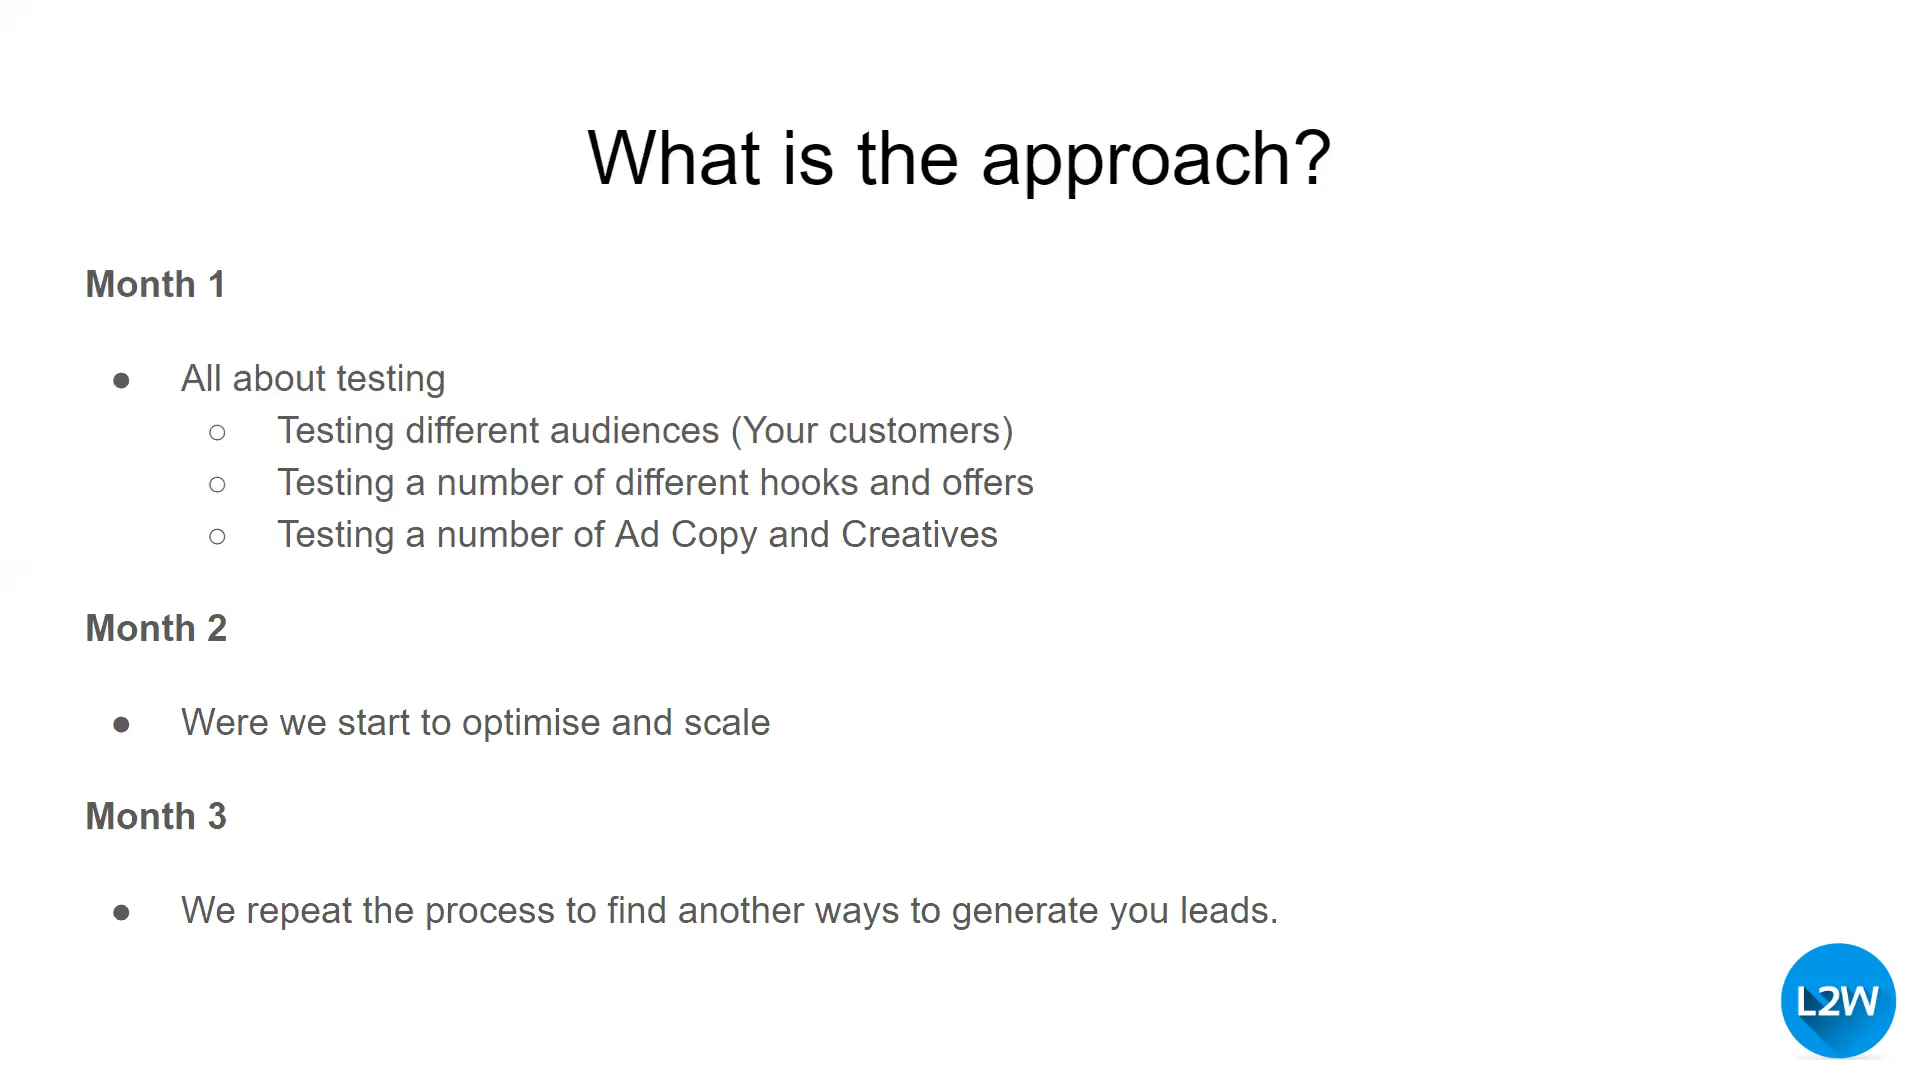 What is the approach?
Month 1
● All about testing
○ Testing different audiences (Your customers)
○ Testing a number of different hooks and offers
○ Testing a number of Ad Copy and Creatives
Month 2
● Were we start to optimise and scale
Month 3
● We repeat the process to find another ways to generate you leads.
L2W